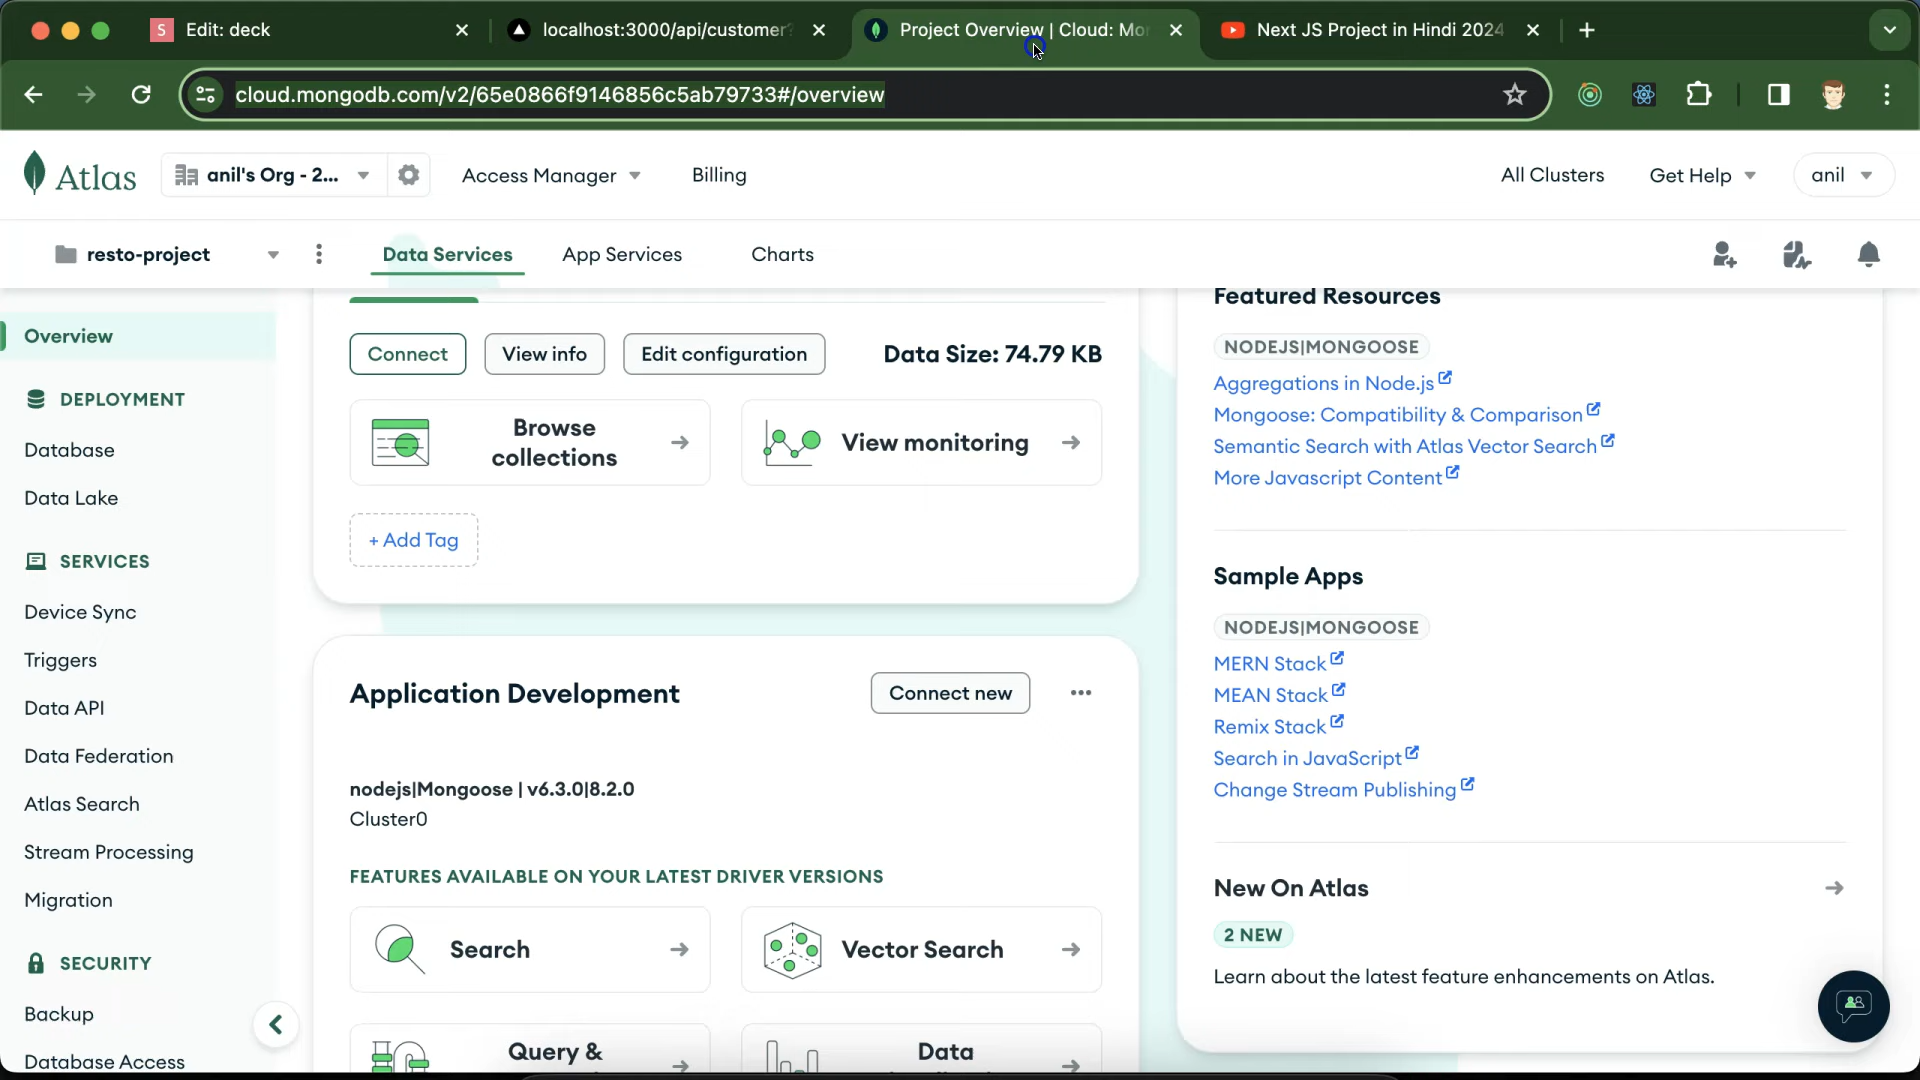 S Edit: deck
localhost:3000/api/customer?
Project Overview | Cloud: Mon
Next JS Project in Hindi 2024
cloud.mongodb.com/v2/65e0866f9146856c5ab79733#/overview
Atlas
anil's Org - 2...
Access Manager
Billing
All Clusters
Get Help
anil
resto-project
Data Services
App Services
Charts
Overview
DEPLOYMENT
Database
Data Lake
SERVICES
Device Sync
Triggers
Data API
Data Federation
Atlas Search
Stream Processing
Migration
SECURITY
Backup
Database Access
Connect
View info
Edit configuration
Data Size: 74.79 KB
Browse
collections
View monitoring
+ Add Tag
Application Development
Connect new
nodejs|Mongoose | v6.3.0|8.2.0
Cluster0
FEATURES AVAILABLE ON YOUR LATEST DRIVER VERSIONS
Search
Vector Search
Query &
Data
Featured Resources
NODEJS|MONGOOSE
Aggregations in Node.js
Mongoose: Compatibility & Comparison
Semantic Search with Atlas Vector Search
More Javascript Content
Sample Apps
NODEJS|MONGOOSE
MERN Stack
MEAN Stack
Remix Stack
Search in JavaScript
Change Stream Publishing
New On Atlas
2 NEW
Learn about the latest feature enhancements on Atlas.